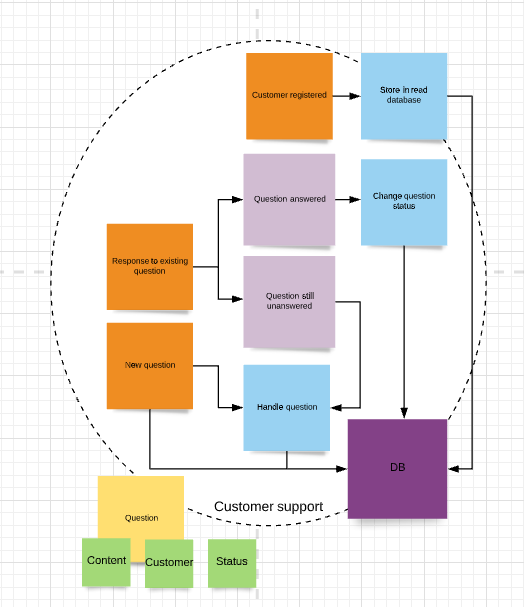 Customer registered
Store in read
database
Question answered
Change question
status
Response to existing
question
Question still
unanswered
New question
Handle question
DB
Customer support
Question
Content
Customer
Status